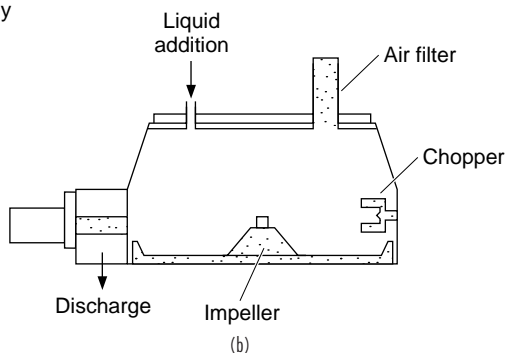 y
Liquid
addition
Air filter
Chopper
Discharge
Impeller
(b)